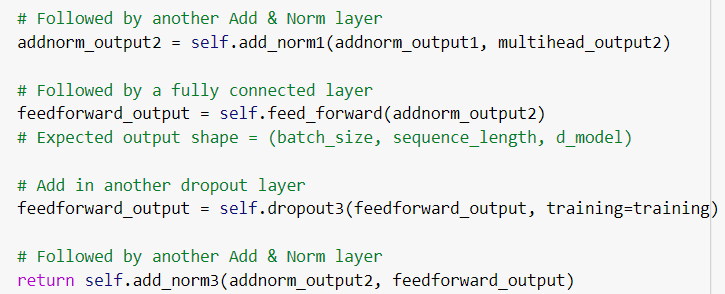 # Followed by another Add & Norm layer
addnorm_output2 = self.add_norm1(addnorm_output1, multihead_output2)
# Followed by a fully connected layer
feedforward_output = self.feed_forward(addnorm_output2)
# Expected output shape = (batch_size, sequence_length, d_model)
# Add in another dropout layer
feedforward_output = self.dropout3(feedforward_output, training=training)
# Followed by another Add & Norm layer
return self.add_norm3(addnorm_output2, feedforward_output)